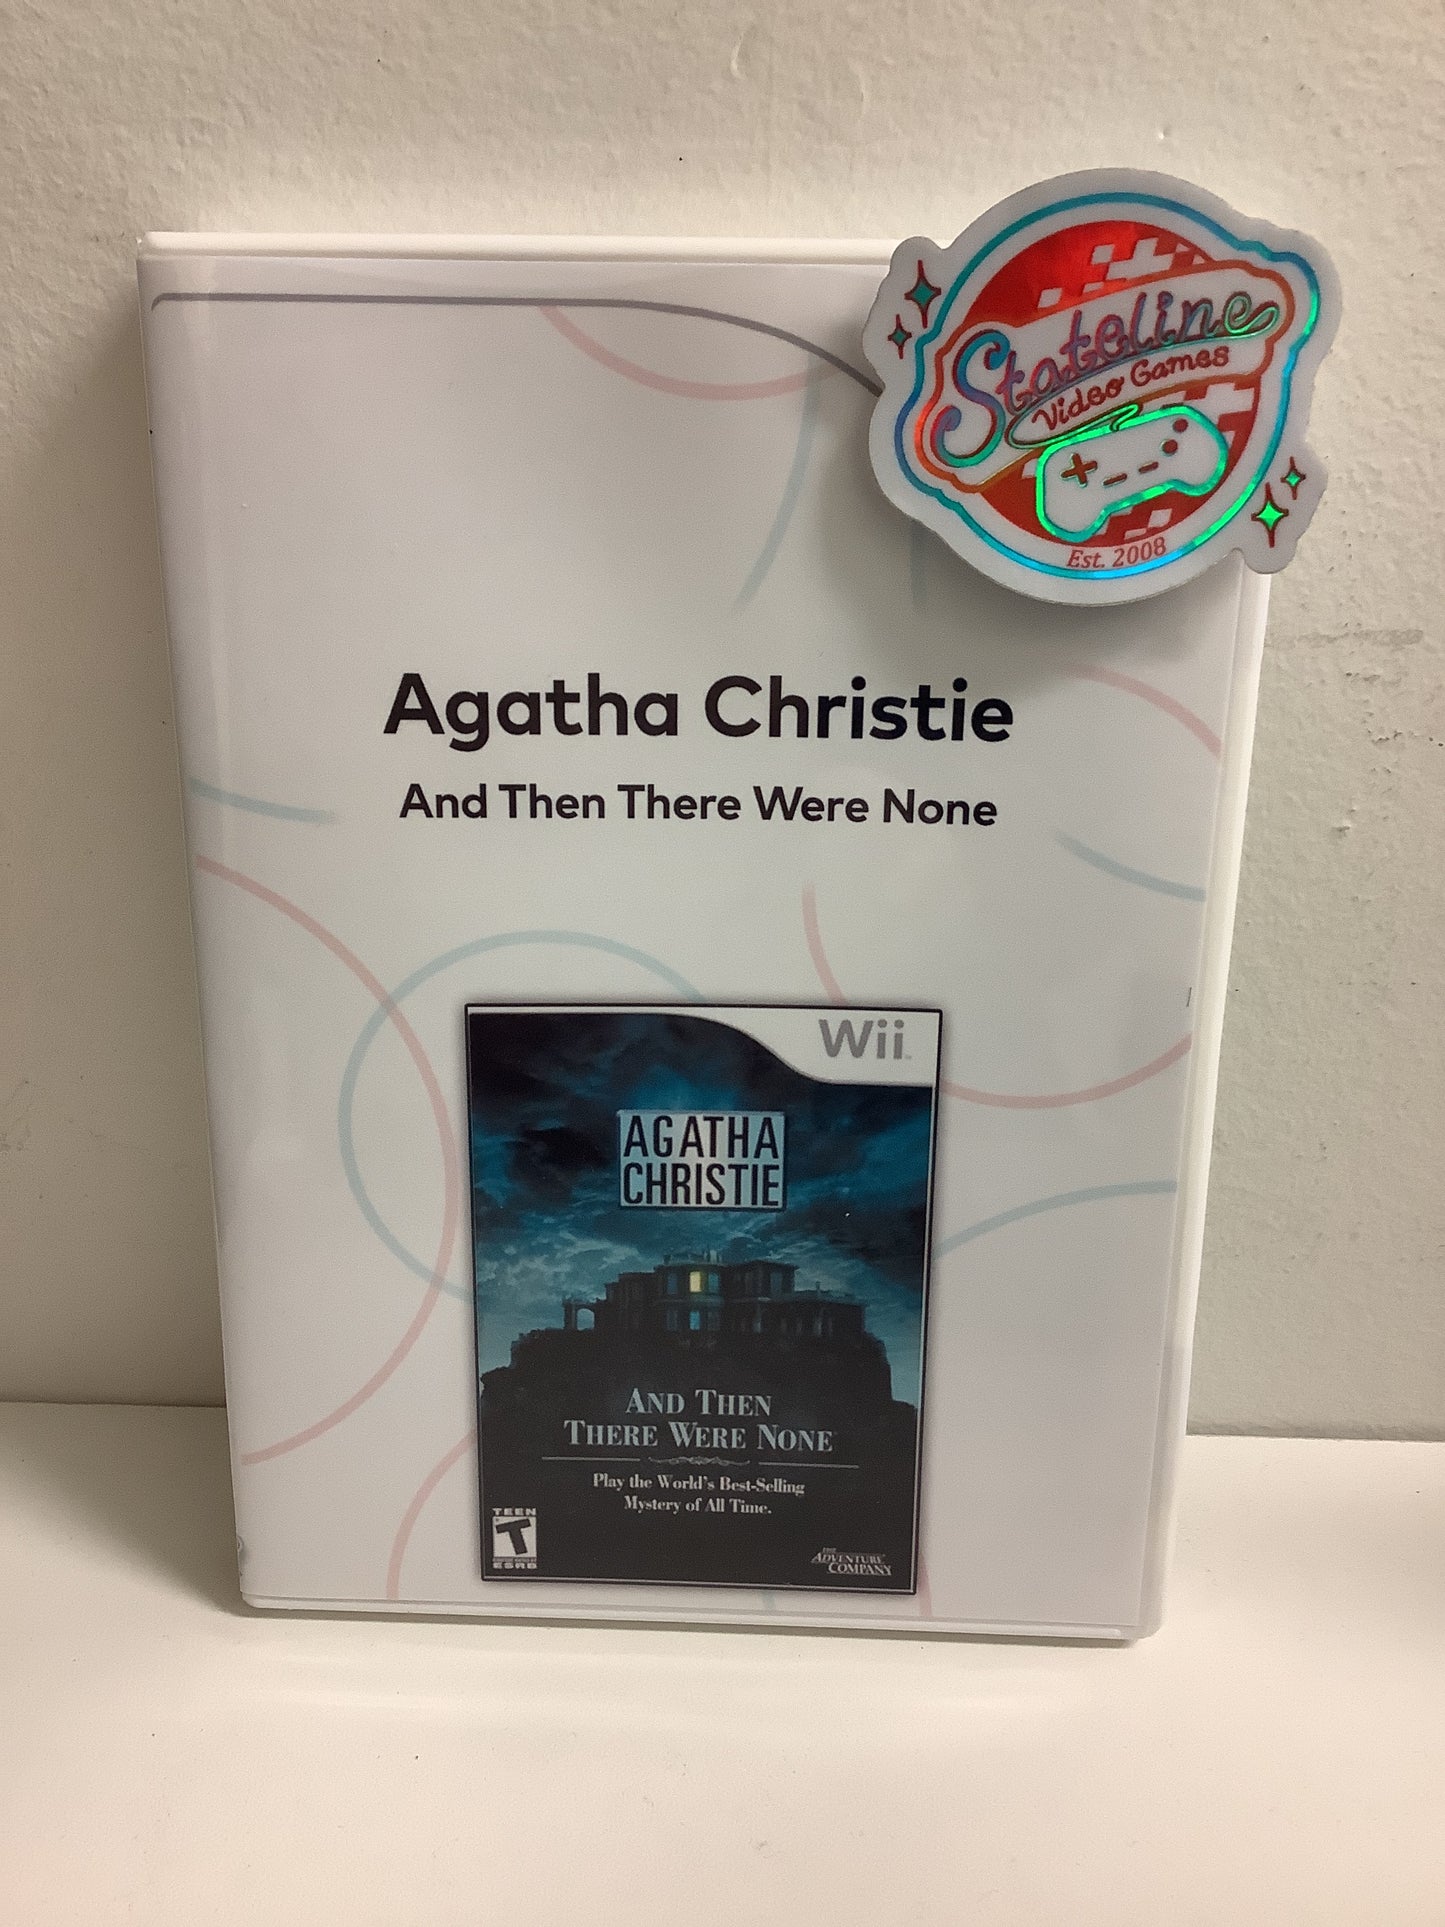 Stateline
Video Games
Est. 2008
Agatha Christie
And Then There Were None
Wii
AGATHA
CHRISTIE
AND THEN
THERE WERE NONE
Play the World's Best-Selling
Mystery of All Time.
TEEN
T
ESRB
THE
ADVENTURE
COMPANY